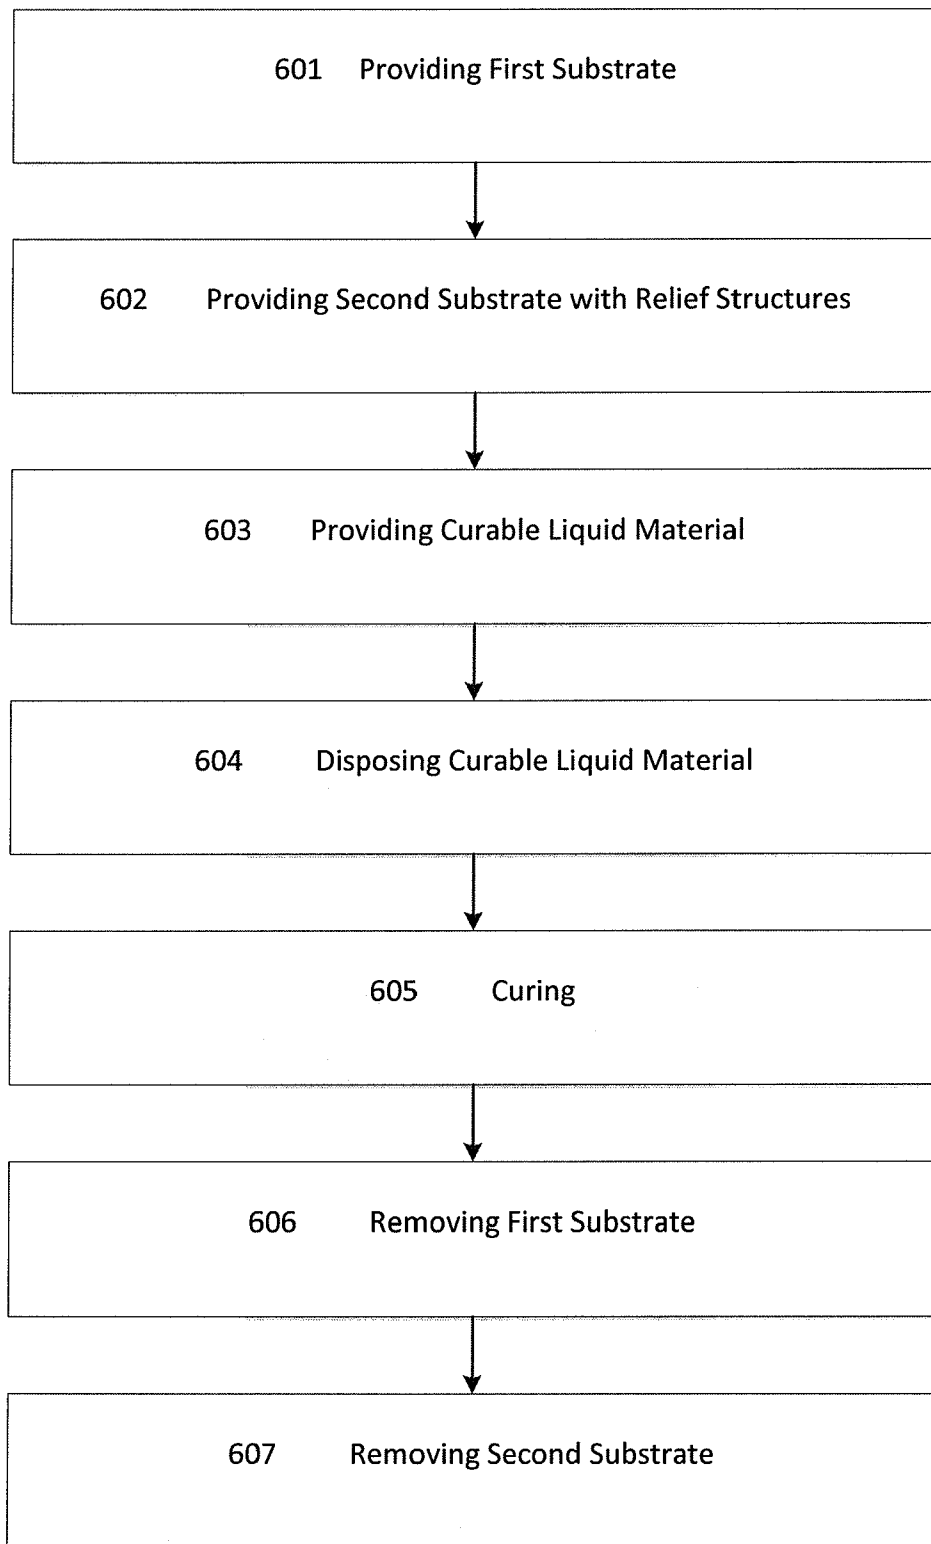 601 Providing First Substrate
602 Providing Second Substrate with Relief Structures
603 Providing Curable Liquid Material
604 Disposing Curable Liquid Material
605 Curing
606 Removing First Substrate
607 Removing Second Substrate